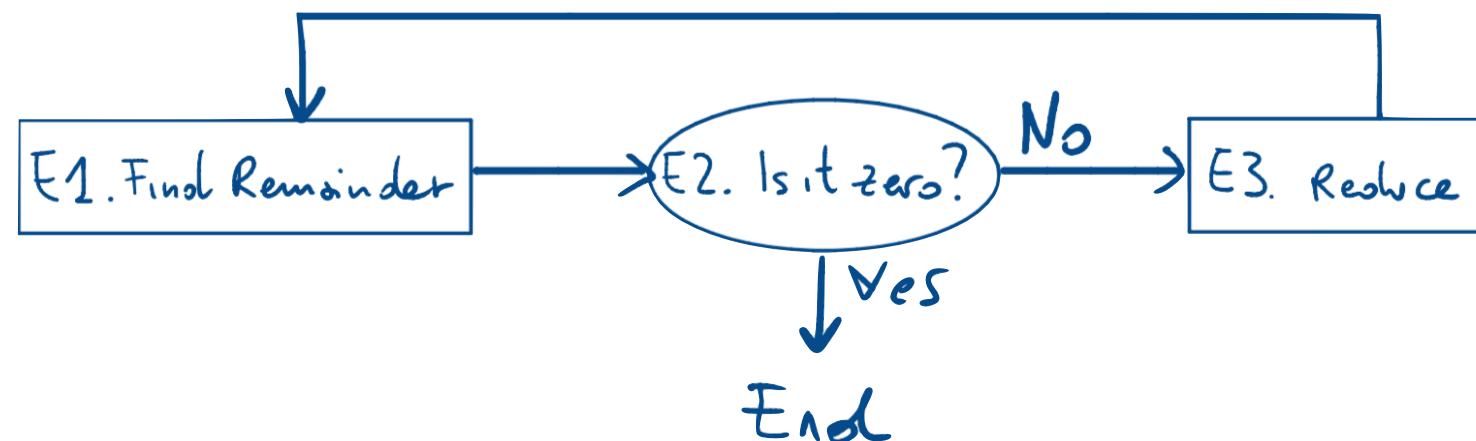 E1. Find Remainder
E2. Is it zero?
No
E3. Reduce
Yes
End